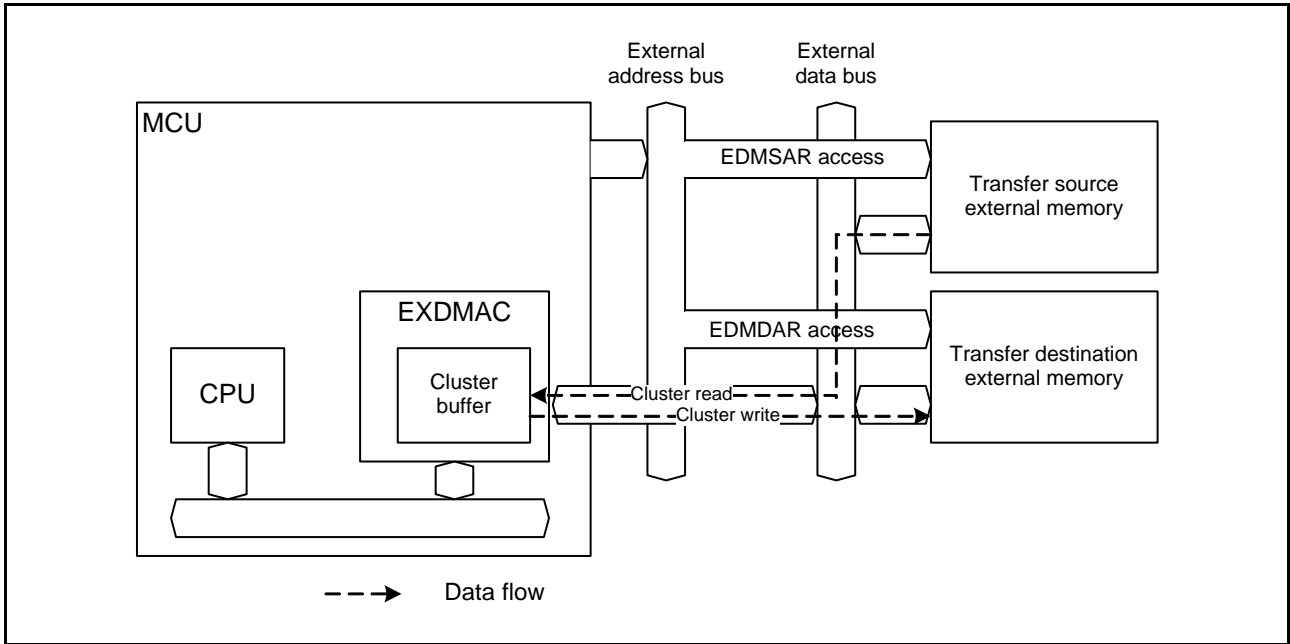 External
address bus
External
data bus
MCU
EDMSAR access
Transfer source
external memory
EXDMAC
EDMDAR access
Transfer destination
external memory
CPU
Cluster
buffer
Cluster read
Cluster write
Data flow